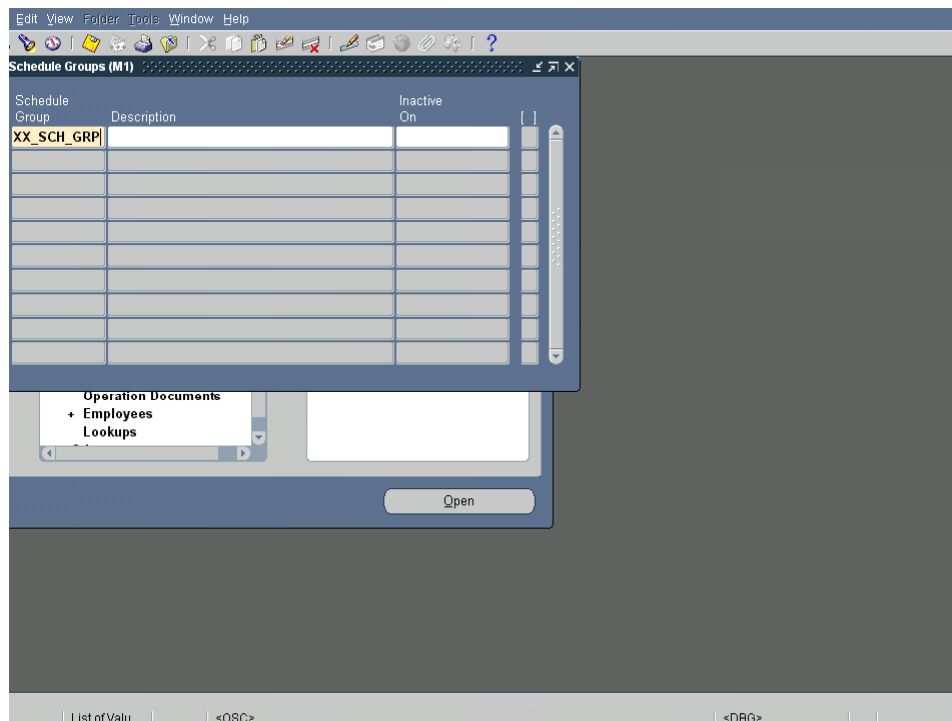 Edit View Folder Tools Window Help
?
Schedule Groups (M1)
Schedule
Group Description Inactive
On [ ]
XX_SCH_GRP
Operation Documents
+ Employees
Lookups
Open
List of Valu... <OSC> <DBG>